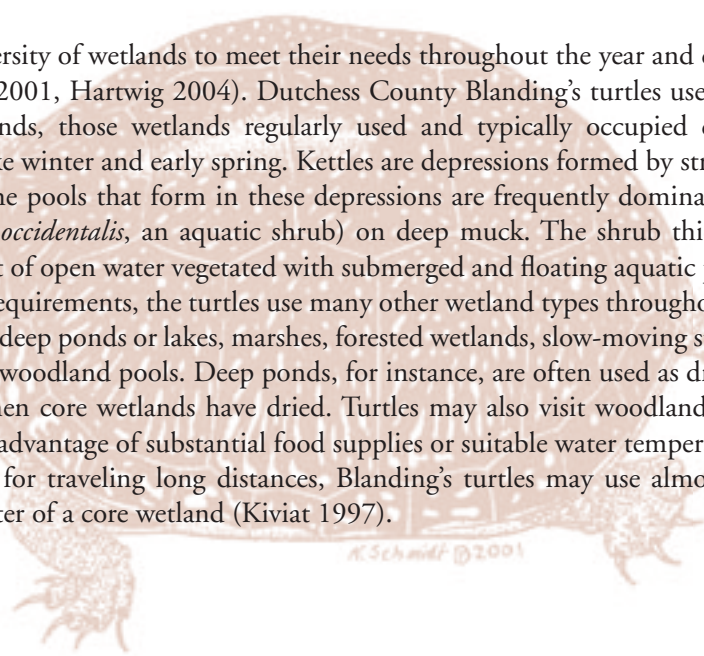 ersity of wetlands to meet their needs throughout the year and
2001, Hartwig 2004). Dutchess County Blanding's turtles use
nds, those wetlands regularly used and typically occupied
ke winter and early spring. Kettles are depressions formed by str
he pools that form in these depressions are frequently domina
occidentalis, an aquatic shrub) on deep muck. The shrub thi
t of open water vegetated with submerged and floating aquatic
equirements, the turtles use many other wetland types througho
deep ponds or lakes, marshes, forested wetlands, slow-moving s
woodland pools. Deep ponds, for instance, are often used as dr
hen core wetlands have dried. Turtles may also visit woodland
advantage of substantial food supplies or suitable water temper
for traveling long distances, Blanding's turtles may use almo
ter of a core wetland (Kiviat 1997).
K. Schmidt ©2001